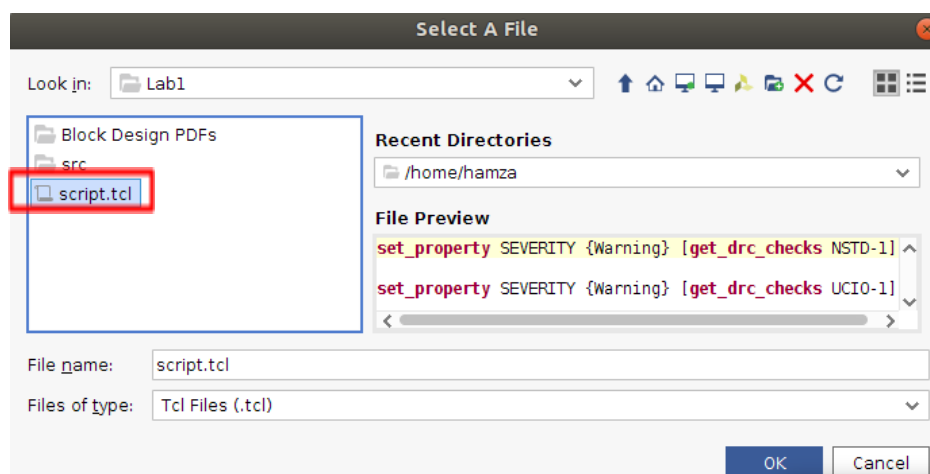 Select A File
Look in: Lab1
Block Design PDFs
src
script.tcl
Recent Directories
/home/hamza
File Preview
set_property SEVERITY {Warning} [get_drc_checks NSTD-1]
set_property SEVERITY {Warning} [get_drc_checks UCIO-1]
File name: script.tcl
Files of type: Tcl Files (.tcl)
OK Cancel